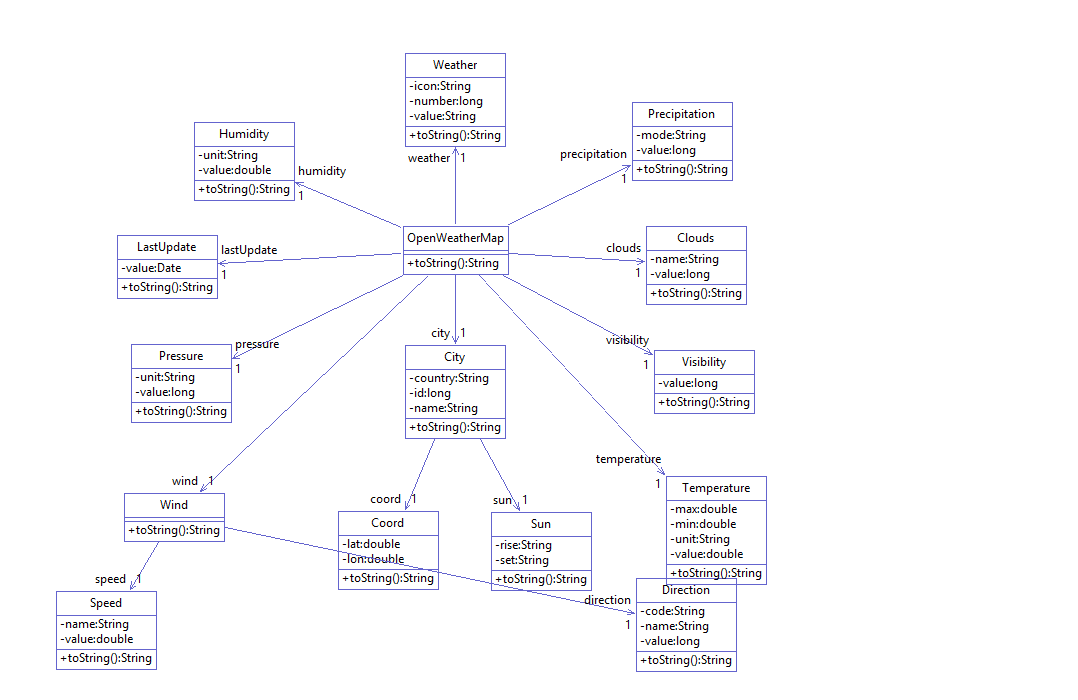 Weather
-icon:String
-number:long
-value:String
+toString():String
weather 1
Precipitation
-mode:String
-value:long
+toString():String
precipitation
1
Humidity
-unit:String
-value:double
+toString():String
humidity
1
OpenWeatherMap
+toString():String
LastUpdate
-value:Date
+toString():String
lastUpdate
1
Clouds
-name:String
-value:long
+toString():String
clouds
1
Pressure
-unit:String
-value:long
+toString():String
pressure
1
city 1
City
-country:String
-id:long
-name:String
+toString():String
visibility
1
Visibility
-value:long
+toString():String
temperature
1
Temperature
-max:double
-min:double
-unit:String
-value:double
+toString():String
wind 1
Wind
+toString():String
coord 1
Coord
-lat:double
-lon:double
+toString():String
sun 1
Sun
-rise:String
-set:String
+toString():String
speed 1
Speed
-name:String
-value:double
+toString():String
direction
1
Direction
-code:String
-name:String
-value:long
+toString():String